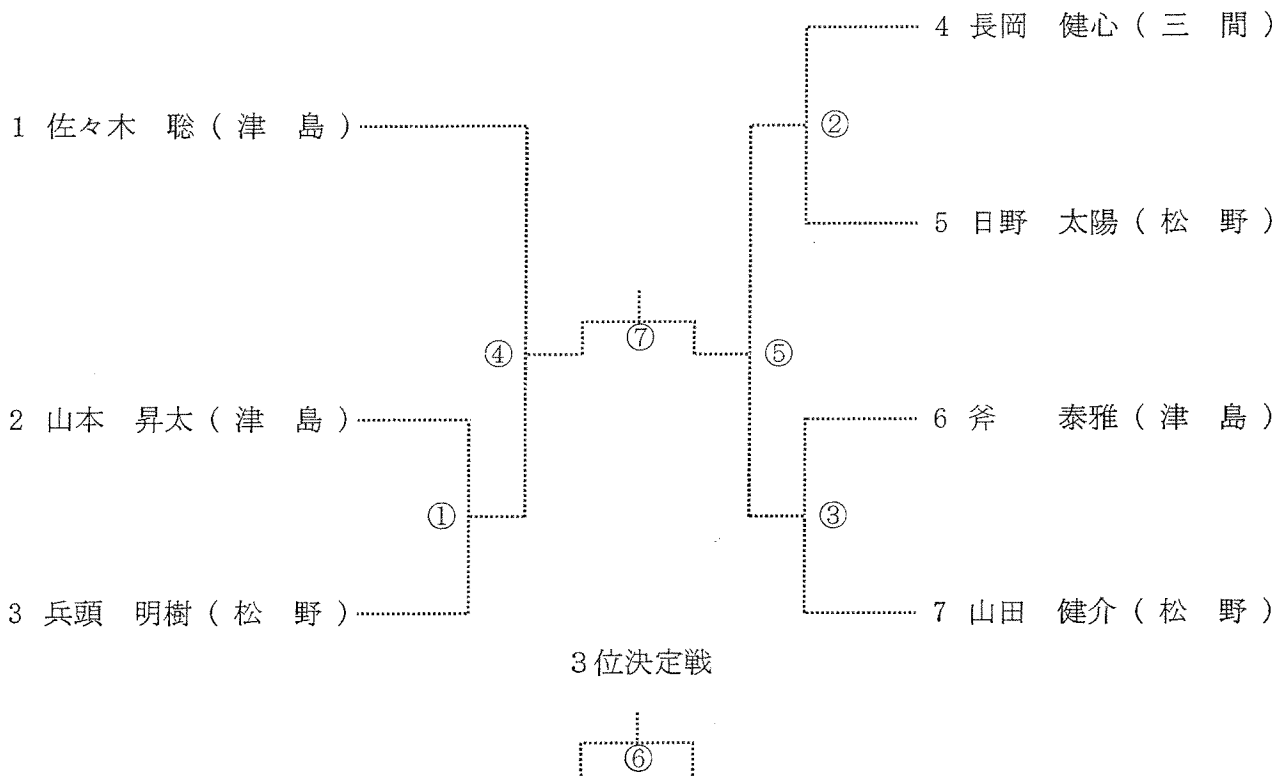 4 長岡　健心 ( 三　間 )
1 佐々木　聡 ( 津　島 )
②
5 日野　太陽 ( 松　野 )
⑦
④
⑤
2 山本　昇太 ( 津　島 )
6 斧　　泰雅 ( 津　島 )
①
③
3 兵頭　明樹 ( 松　野 )
7 山田　健介 ( 松　野 )
3位決定戦
⑥